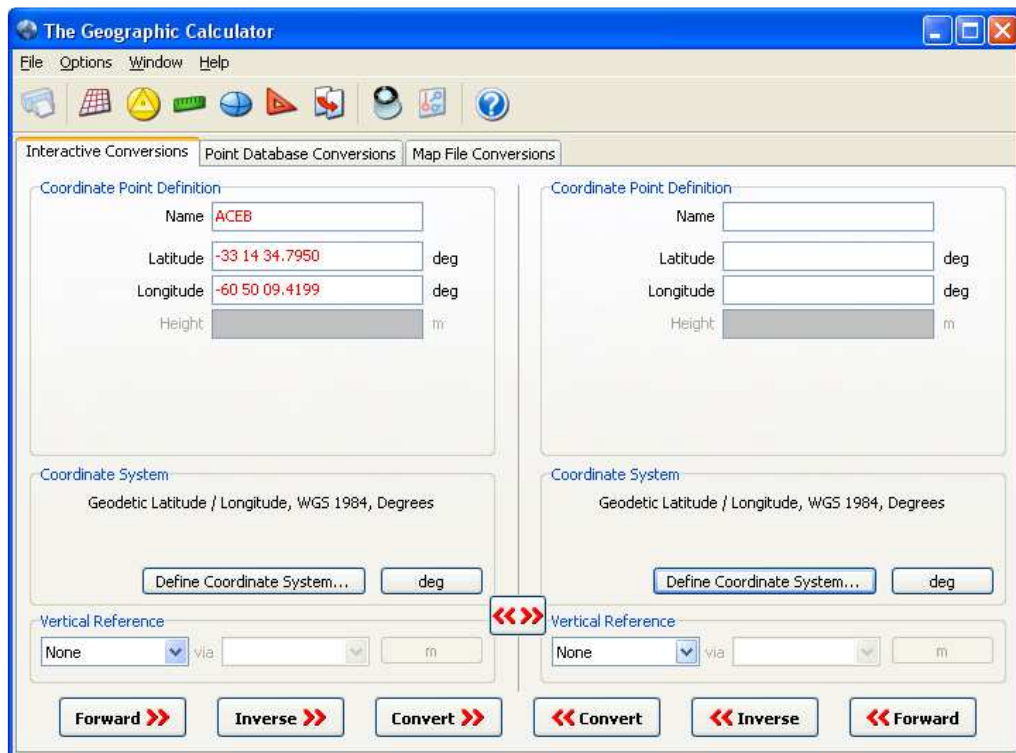 The Geographic Calculator
File Options Window Help
Interactive Conversions Point Database Conversions Map File Conversions
Coordinate Point Definition
Name ACEB
Latitude -33 14 34.7950 deg
Longitude -60 50 09.4199 deg
Height m
Coordinate System
Geodetic Latitude / Longitude, WGS 1984, Degrees
Define Coordinate System... deg
Vertical Reference
None via m
Forward Inverse Convert
Coordinate Point Definition
Name
Latitude deg
Longitude deg
Height m
Coordinate System
Geodetic Latitude / Longitude, WGS 1984, Degrees
Define Coordinate System... deg
Vertical Reference
None via m
Convert Inverse Forward